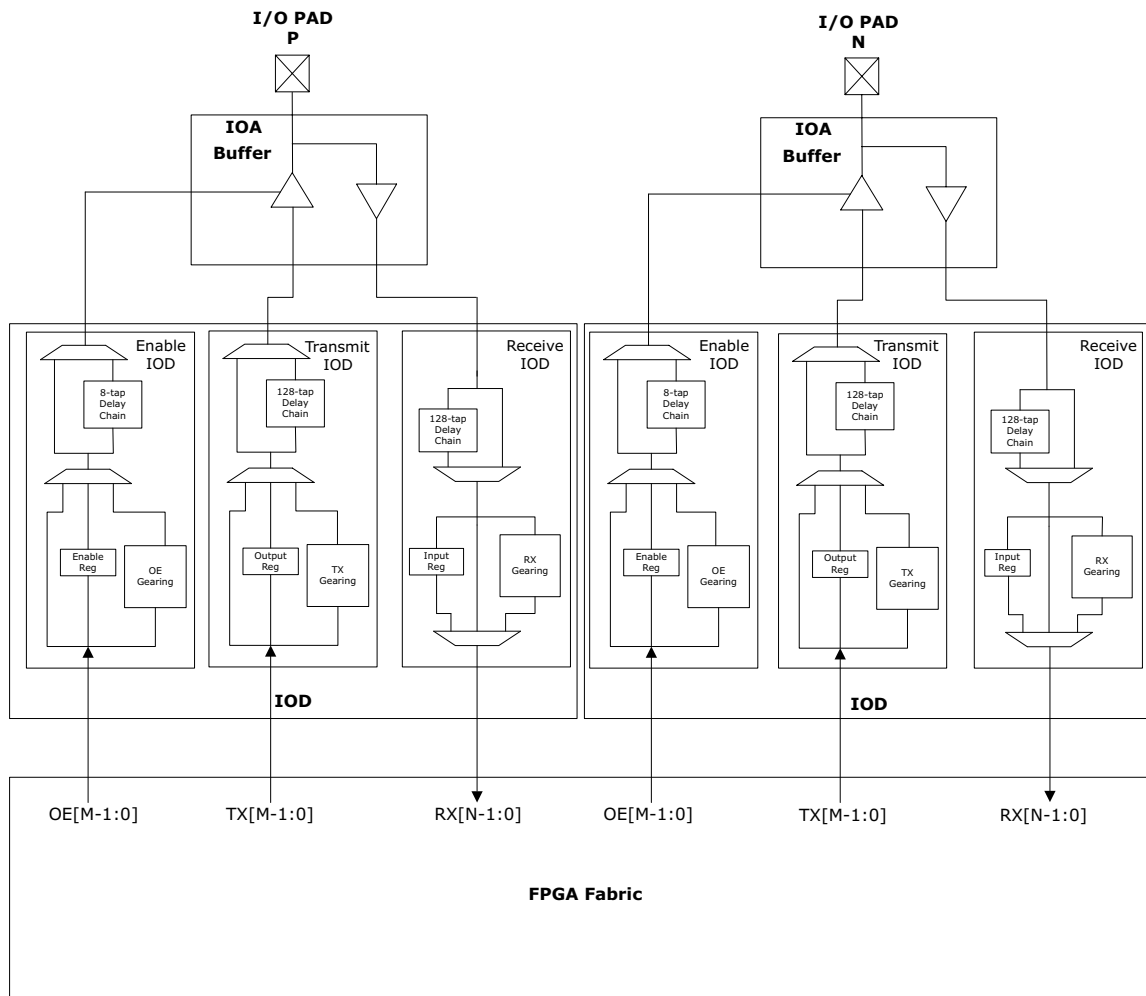 I/O PAD
P
I/O PAD
N
IOA
Buffer
IOA
Buffer
Enable
IOD
8-tap
Delay
Chain
Enable
Reg
OE
Gearing
Transmit
IOD
128-tap
Delay
Chain
Output
Reg
TX
Gearing
Receive
IOD
128-tap
Delay
Chain
Input
Reg
RX
Gearing
IOD
Enable
IOD
8-tap
Delay
Chain
Enable
Reg
OE
Gearing
Transmit
IOD
128-tap
Delay
Chain
Output
Reg
TX
Gearing
Receive
IOD
128-tap
Delay
Chain
Input
Reg
RX
Gearing
IOD
OE[M-1:0]
TX[M-1:0]
RX[N-1:0]
OE[M-1:0]
TX[M-1:0]
RX[N-1:0]
FPGA Fabric